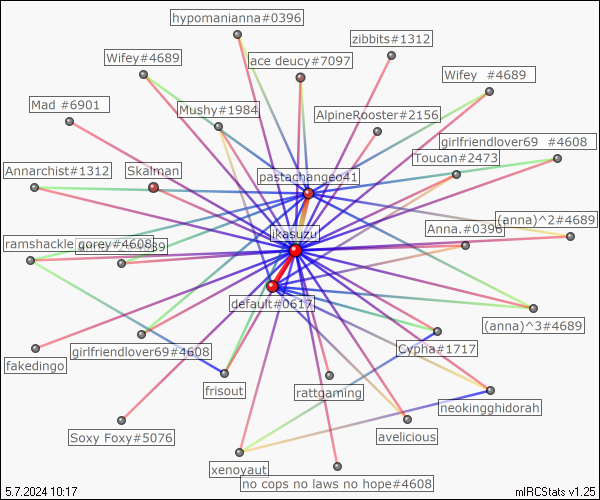 hypomanianna#0396
zibbits#1312
Wifey#4689
ace deucy#7097
Wifey #4689
Mad #6901
Mushy#1984
AlpineRooster#2156
girlfriendlover69 #4608
Toucan#2473
Annarchist#1312
Skalman
pastachangeo41
(anna)^2#4689
Anna.#0396
ikasuzu
ramshackle gorey#4608
default#0617
(anna)^3#4689
fakedingo
girlfriendlover69#4608
Cypha#1717
frisout
rattgaming
neokingghidorah
Soxy Foxy#5076
avelicious
xenoyaut
no cops no laws no hope#4608
5.7.2024 10:17
mIRCStats v1.25